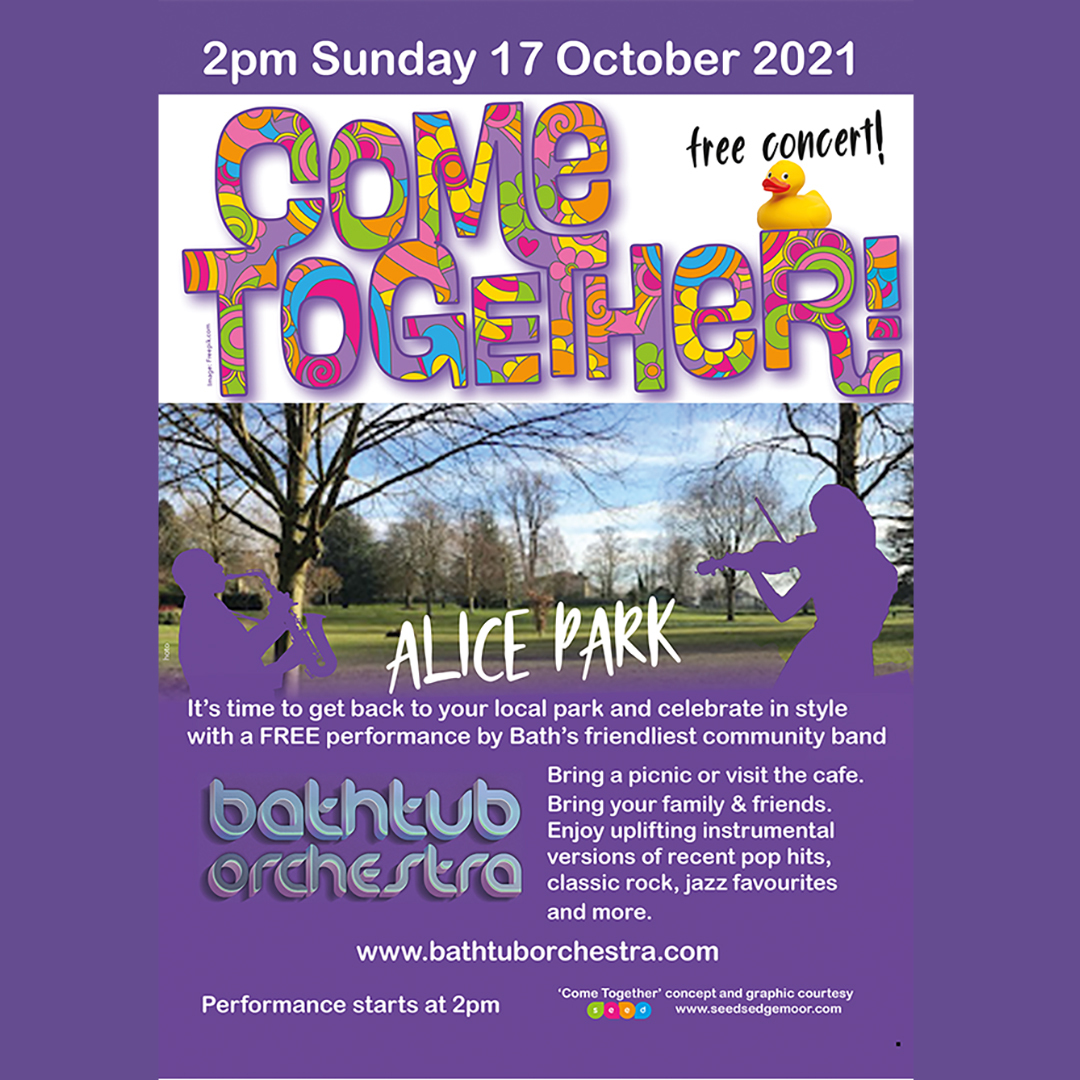 2pm Sunday 17 October 2021
free concert!
COMe
TOGETHeR!
Image: Freepik.com
ALICE PARK
It's time to get back to your local park and celebrate in style
with a FREE performance by Bath's friendliest community band
bathtub
orchestra
Bring a picnic or visit the cafe.
Bring your family & friends.
Enjoy uplifting instrumental
versions of recent pop hits,
classic rock, jazz favourites
and more.
www.bathtuborchestra.com
Performance starts at 2pm
'Come Together' concept and graphic courtesy
seed www.seedsedgemoor.com